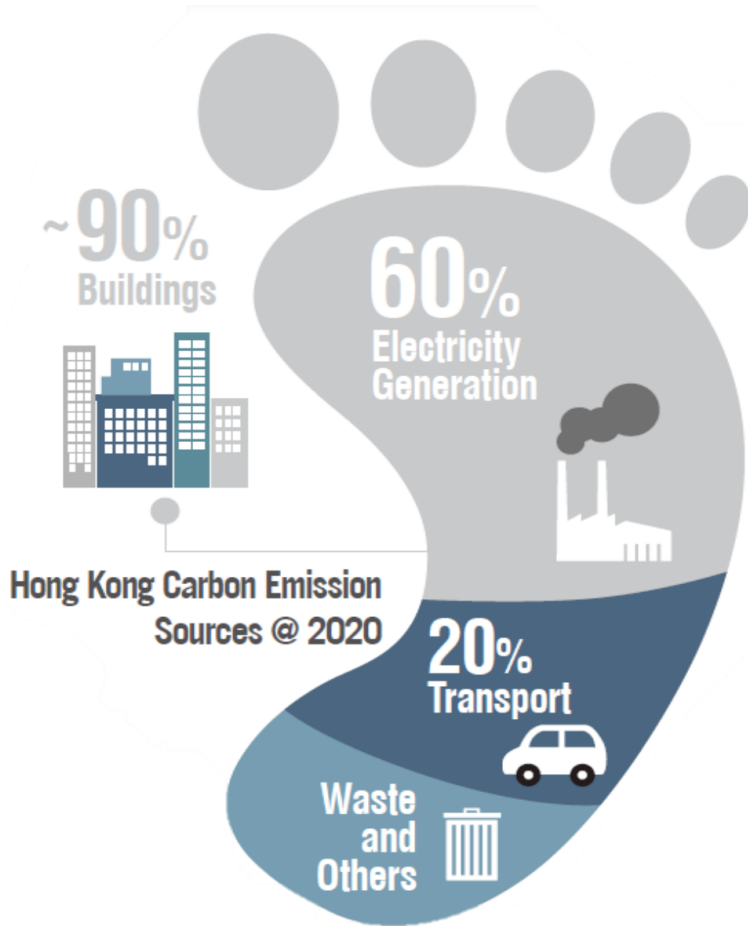 ~90%
Buildings
60%
Electricity
Generation
Hong Kong Carbon Emission
Sources @ 2020
20%
Transport
Waste
and
Others